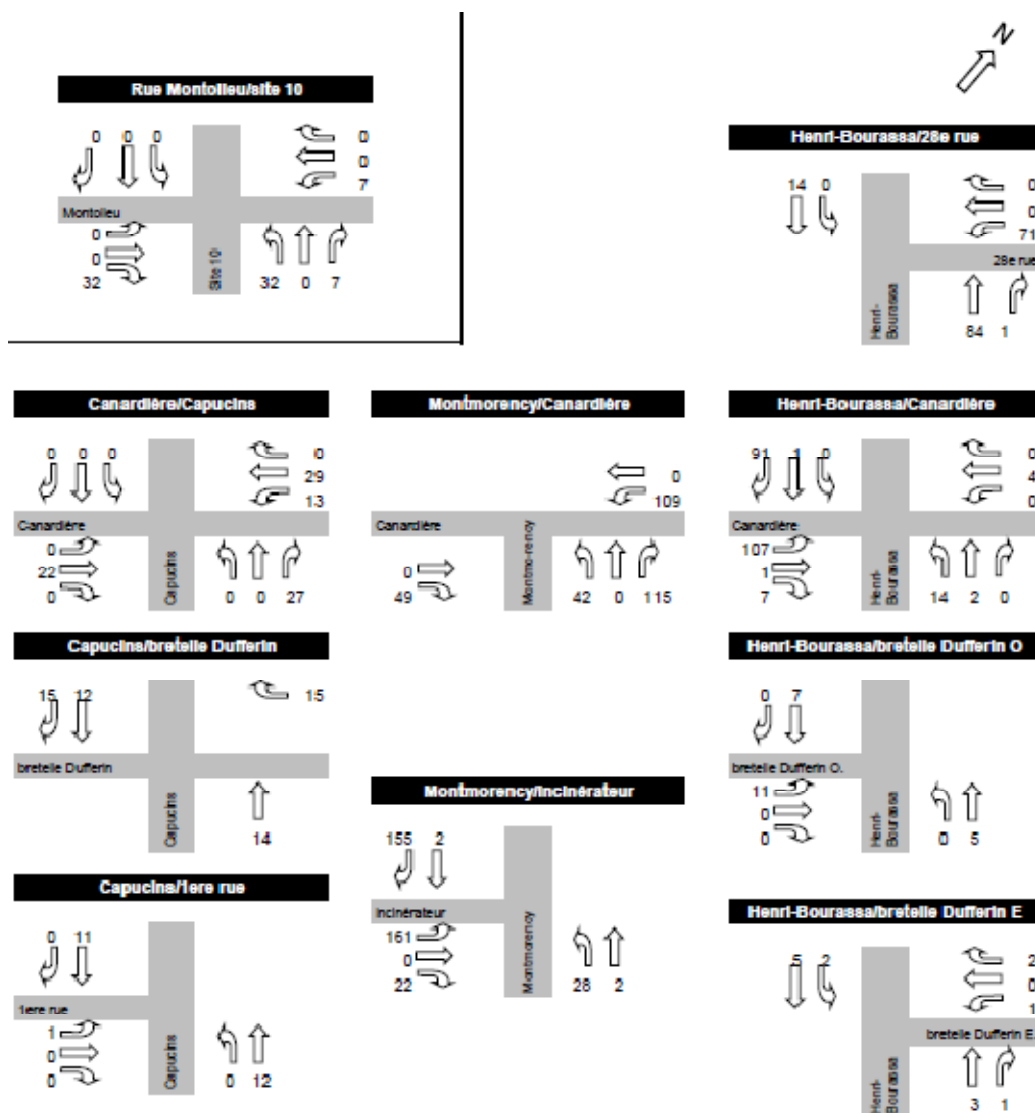 N
Rue Montolieu/site 10
0 0 0
0
0
7
Montolieu
0
0
32
Site 10
32 0 7
Henri-Bourassa/28e rue
14 0
0
0
71
28e rue
Henri-
Bourassa
84 1
Canardière/Capucins
0 0 0
0
29
13
Canardière
0
22
0
Capucins
0 0 27
Montmorency/Canardière
0
109
Canardière
0
49
Montmorency
42 0 115
Henri-Bourassa/Canardière
91 1 0
0
4
0
Canardière
107
1
7
Henri-
Bourassa
14 2 0
Capucins/bretelle Dufferin
15 12
15
bretelle Dufferin
Capucins
14
Henri-Bourassa/bretelle Dufferin O
0 7
bretelle Dufferin O.
11
0
0
Henri-
Bourassa
0 5
Montmorency/Incinérateur
155 2
Incinérateur
161
0
22
Montmorency
28 2
Capucins/1ere rue
0 11
1ere rue
1
0
0
Capucins
0 12
Henri-Bourassa/bretelle Dufferin E
5 2
2
0
1
bretelle Dufferin E.
Henri-
Bourassa
3 1